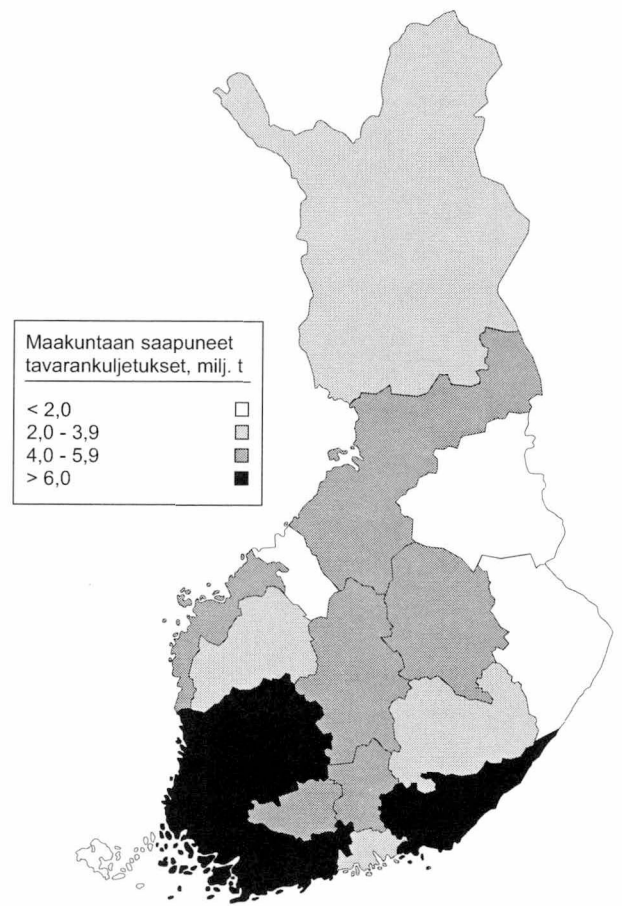 Maakuntaan saapuneet
tavarankuljetukset, milj. t
< 2,0
2,0 - 3,9
4,0 - 5,9
> 6,0